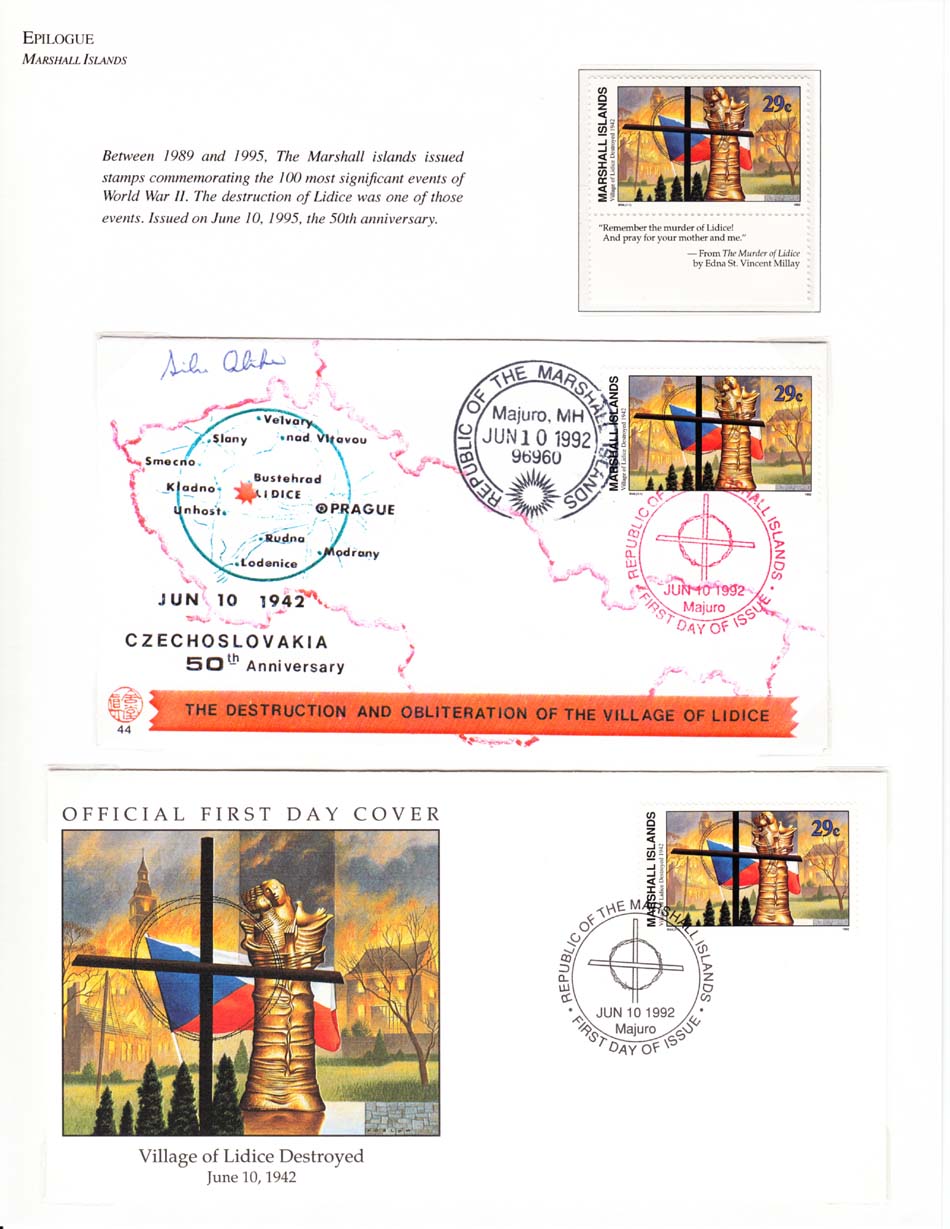 EPILOGUE
MARSHALL ISLANDS
Between 1989 and 1995, The Marshall islands issued
stamps commemorating the 100 most significant events of
World War II. The destruction of Lidice was one of those
events. Issued on June 10, 1995, the 50th anniversary.
MARSHALL ISLANDS
Village of Lidice Destroyed 1942
29c
1992
"Remember the murder of Lidice!
And pray for your mother and me."
— From The Murder of Lidice
by Edna St. Vincent Millay
Velvary
nad Vltavou
Slany
Smecno
Bustehrad
Kladno
LIDICE
Unhost
PRAGUE
Rudna
Modrany
Lodenice
JUN 10 1942
CZECHOSLOVAKIA
50th Anniversary
44
THE DESTRUCTION AND OBLITERATION OF THE VILLAGE OF LIDICE
REPUBLIC OF THE MARSHALL ISLANDS
Majuro, MH
JUN 10 1992
96960
MARSHALL ISLANDS
Village of Lidice Destroyed 1942
29c
1992
REPUBLIC OF MARSHALL ISLANDS
JUN 10 1992
Majuro
FIRST DAY OF ISSUE
OFFICIAL FIRST DAY COVER
Village of Lidice Destroyed
June 10, 1942
MARSHALL ISLANDS
Village of Lidice Destroyed 1942
29c
1992
REPUBLIC OF THE MARSHALL ISLANDS
JUN 10 1992
Majuro
FIRST DAY OF ISSUE